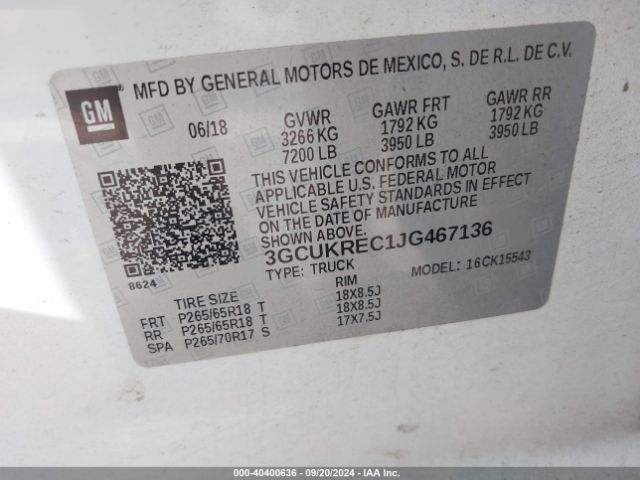 GM
MFD BY GENERAL MOTORS DE MEXICO, S. DE R.L. DE C.V.
06/18 GVWR GAWR FRT GAWR RR
3266 KG 1792 KG 1792 KG
7200 LB 3950 LB 3950 LB
THIS VEHICLE CONFORMS TO ALL
APPLICABLE U.S. FEDERAL MOTOR
VEHICLE SAFETY STANDARDS IN EFFECT
ON THE DATE OF MANUFACTURE
SHOWN ABOVE.
3GCUKREC1JG467136
8624
TYPE: TRUCK MODEL: 16CK15543
TIRE SIZE RIM
FRT P265/65R18 T 18X8.5J
RR P265/65R18 T 18X8.5J
SPA P265/70R17 S 17X7.5J
000-40400636 - 09/20/2024 - IAA Inc.